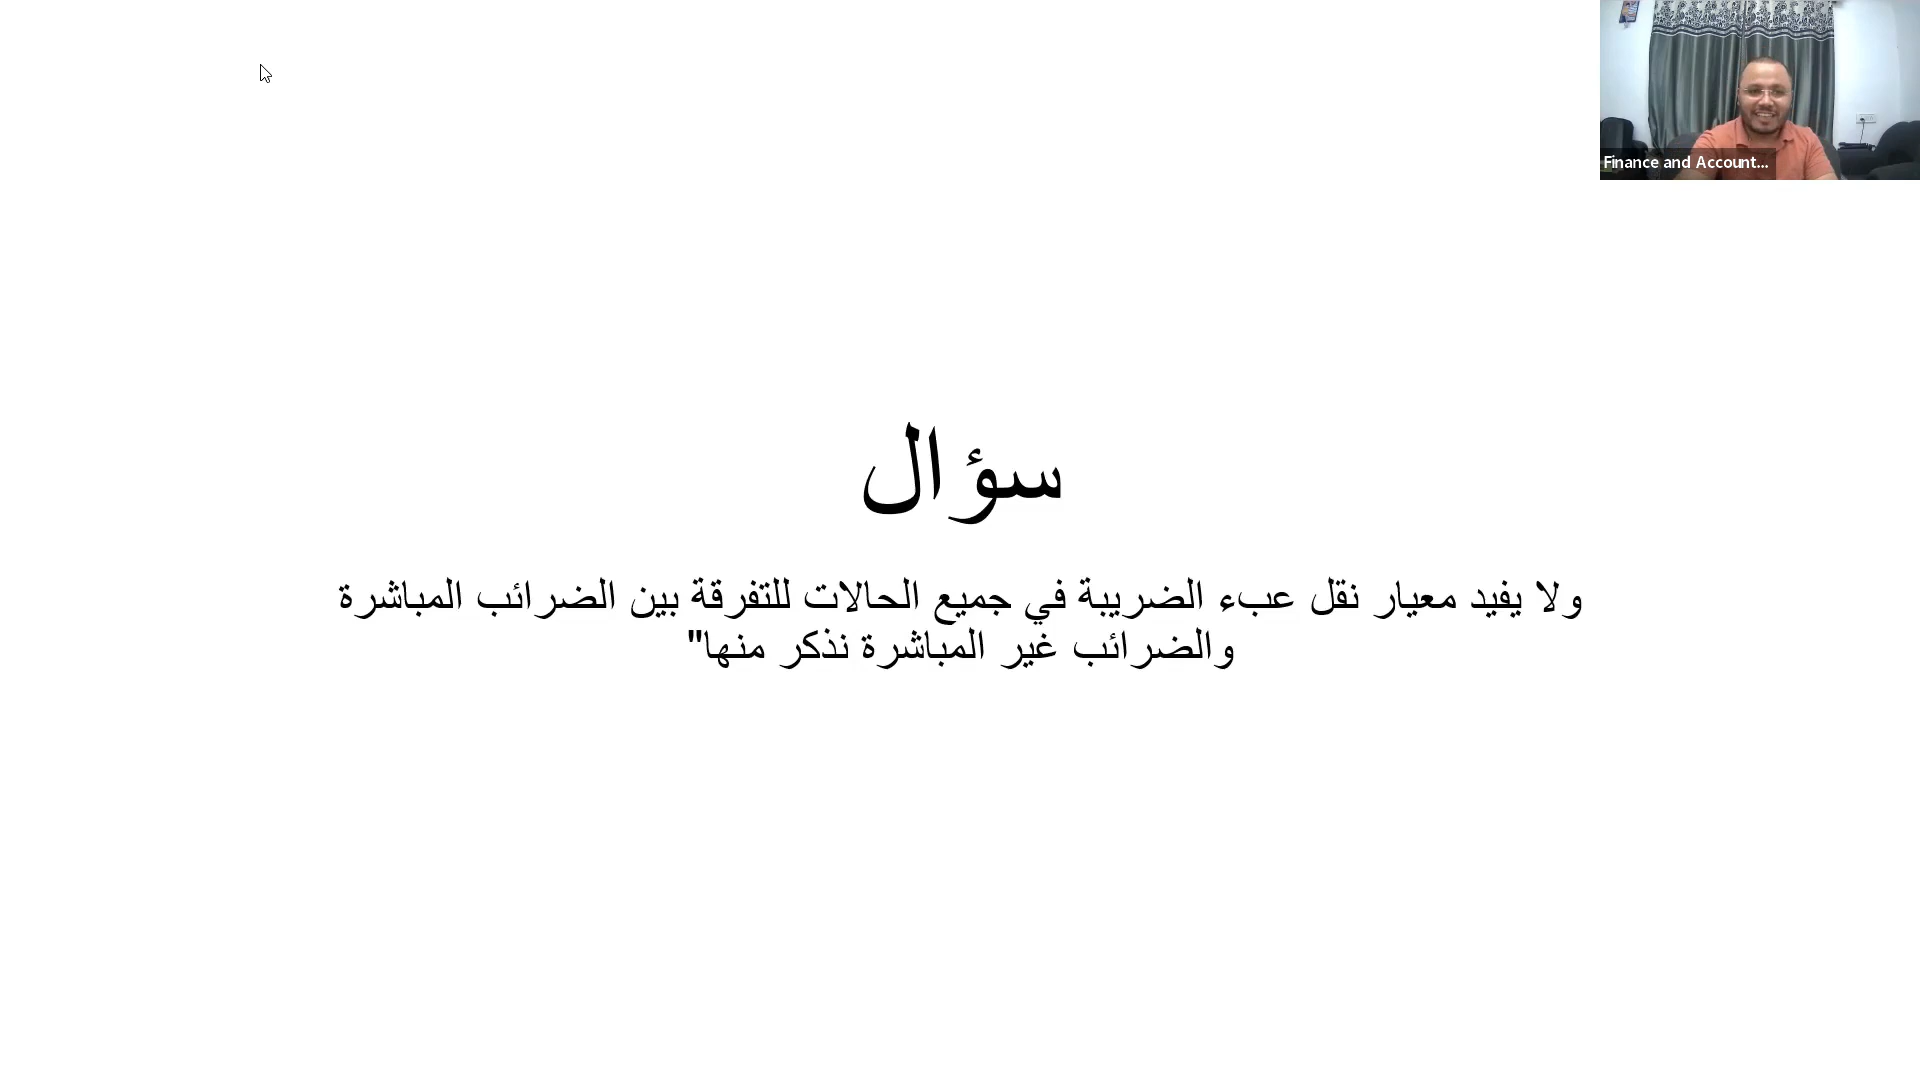 Finance and Account...
سؤال
ولا يفيد معيار نقل عبء الضريبة في جميع الحالات للتفرقة بين الضرائب المباشرة
والضرائب غير المباشرة نذكر منها"